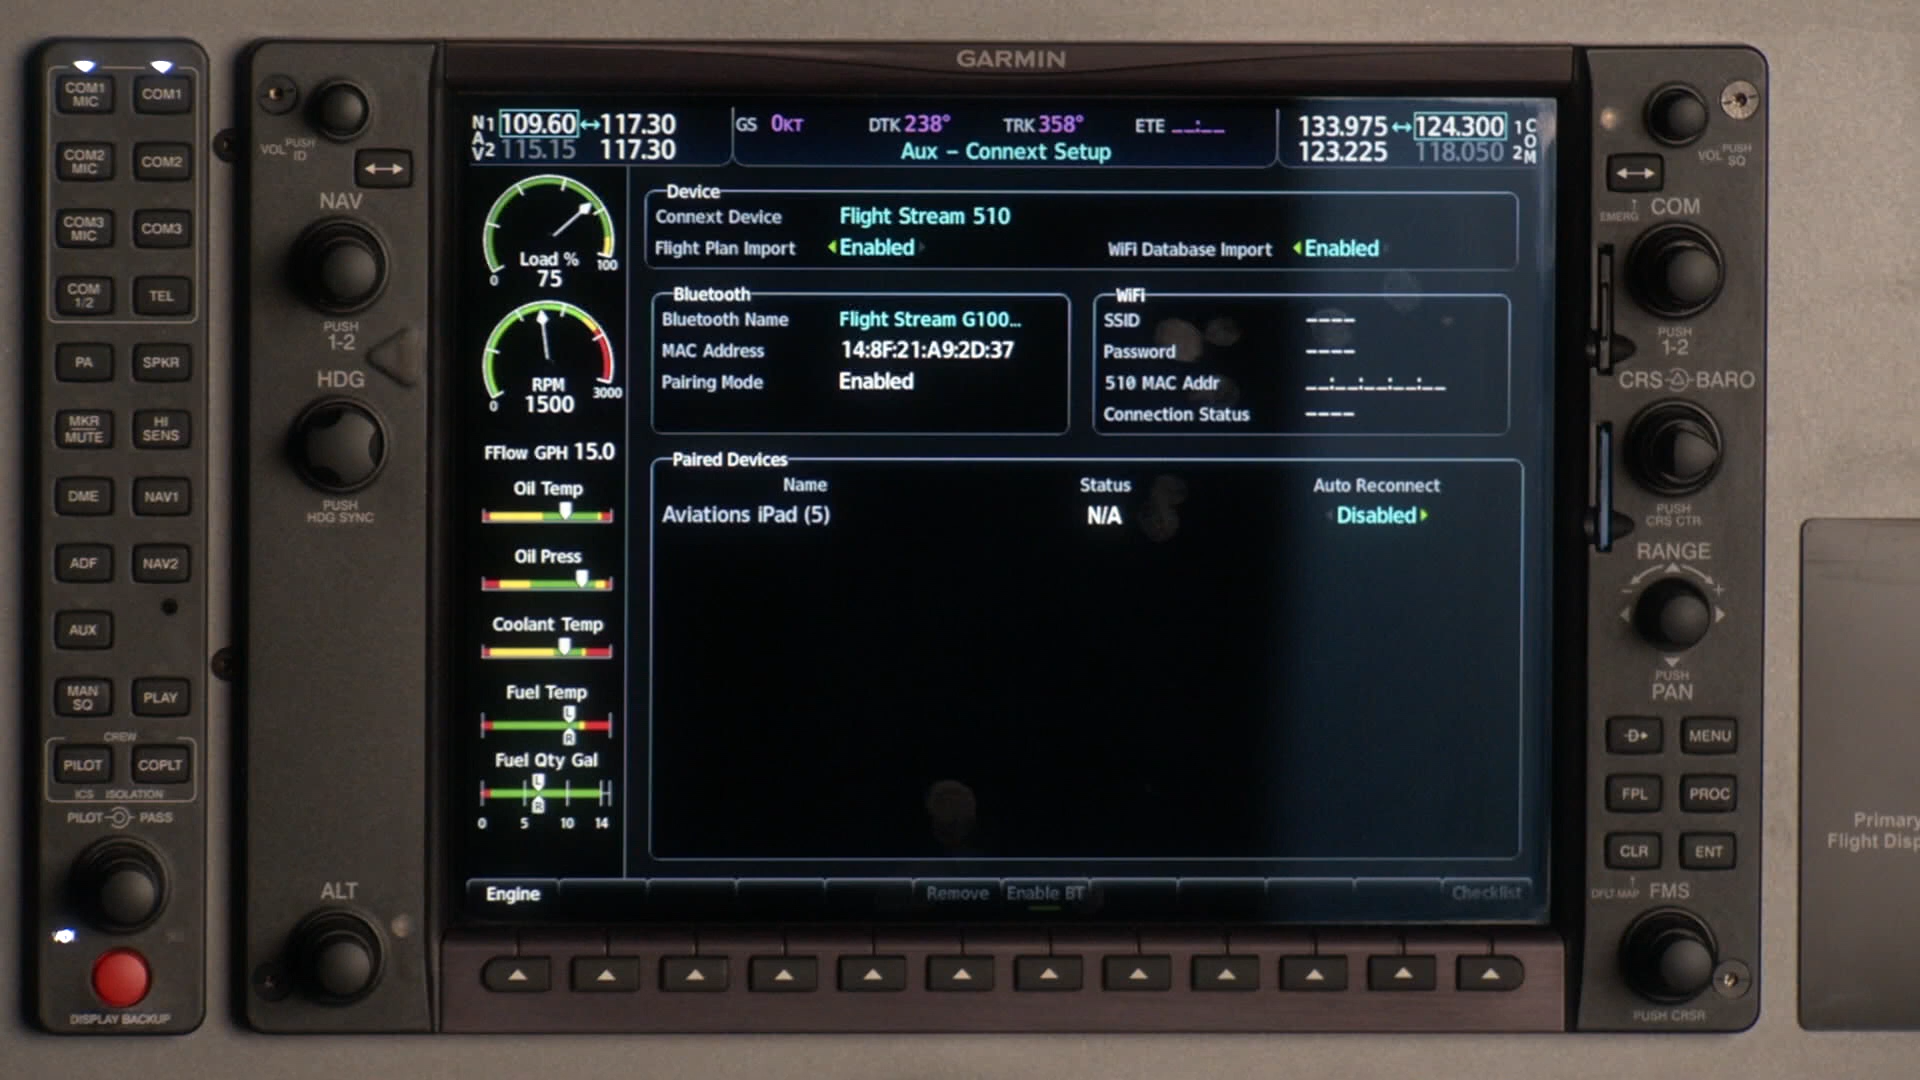 GARMIN
COM1 MIC
COM1
COM2 MIC
COM2
COM3 MIC
COM3
COM 1/2
TEL
PA
SPKR
MKR MUTE
HI SENS
DME
NAV1
ADF
NAV2
AUX
MAN SQ
PLAY
CREW
PILOT
COPLT
ICS ISOLATION
PILOT
PASS
DISPLAY BACKUP
VOL PUSH ID
NAV
PUSH 1-2
HDG
PUSH HDG SYNC
ALT
N1 109.60↔117.30
A
V2 115.15 117.30
GS 0KT DTK 238° TRK 358° ETE __:__
Aux – Connext Setup
133.975↔124.300 1 C
O
123.225 118.050 2 M
Load %
75
0
100
RPM
1500
0
3000
FFlow GPH 15.0
Oil Temp
Oil Press
Coolant Temp
Fuel Temp
L
R
Fuel Qty Gal
L
R
0 5 10 14
Device
Connext Device Flight Stream 510
Flight Plan Import Enabled WiFi Database Import Enabled
Bluetooth
Bluetooth Name Flight Stream G100...
MAC Address 14:8F:21:A9:2D:37
Pairing Mode Enabled
WiFi
SSID ----
Password ----
510 MAC Addr __:__:__:__:__
Connection Status ----
Paired Devices
Name Status Auto Reconnect
Aviations iPad (5) N/A Disabled
Engine Remove Enable BT Checklist
VOL PUSH SQ
EMERG
COM
PUSH 1-2
CRS BARO
PUSH CRS CTR
RANGE
- +
PUSH
PAN
D
MENU
FPL
PROC
CLR
ENT
DFLT MAP
FMS
PUSH CRSR
Primary
Flight Disp